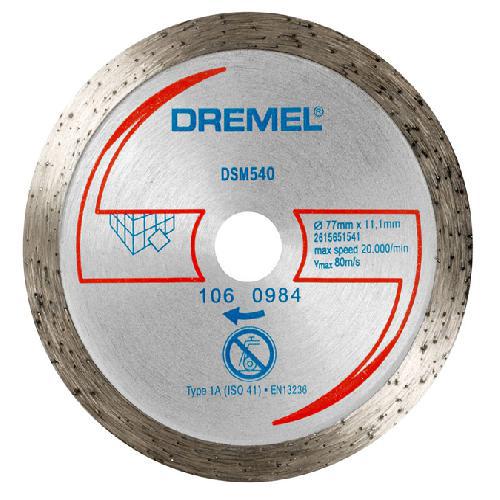 DREMEL®
DSM540
Ø 77mm x 11,1mm
2615651541
max speed 20.000/min
Vmax 80m/s
106 0984
Type 1A (ISO 41) • EN13236